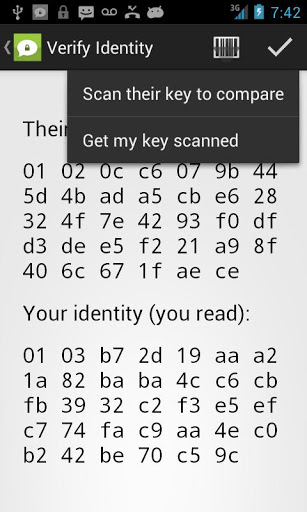 3G
7:42
Verify Identity
Scan their key to compare
Get my key scanned
Their
01 02 0c c6 07 9b 44
5d 4b ad a5 cb e6 28
32 4f 7e 42 93 f0 df
d3 de e5 f2 21 a9 8f
40 6c 67 1f ae ce
Your identity (you read):
01 03 b7 2d 19 aa a2
1a 82 ba ba 4c c6 cb
fb 39 32 c2 f3 e5 ef
c7 74 fa c9 aa 4e c0
b2 42 be 70 c5 9c